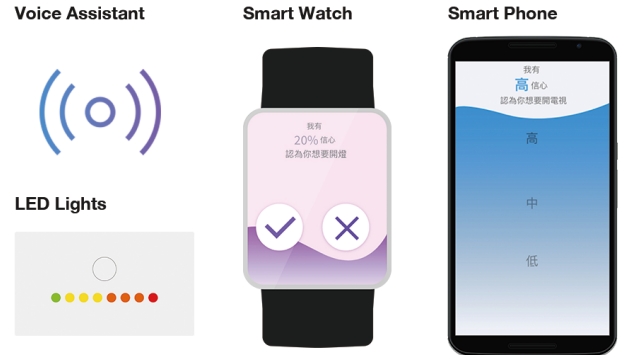 Voice Assistant
Smart Watch
Smart Phone
我有
20% 信心
認為你想要開燈
我有
高 信心
認為你想要開電視
高
中
低
LED Lights